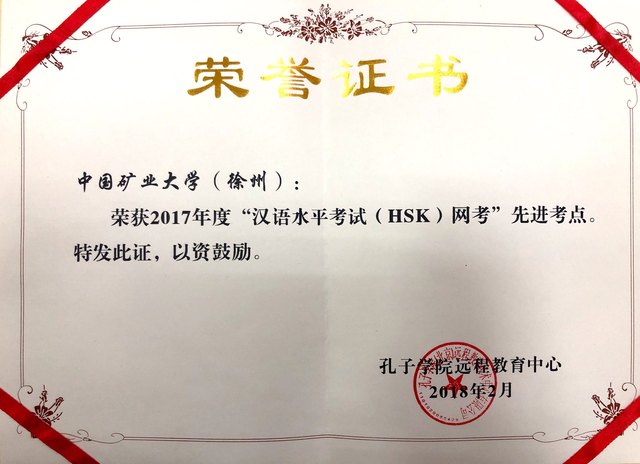 荣誉证书
中国矿业大学（徐州）：
荣获2017年度“汉语水平考试（HSK）网考”先进考点。
特发此证，以资鼓励。
孔子学院远程教育中心
2018年2月